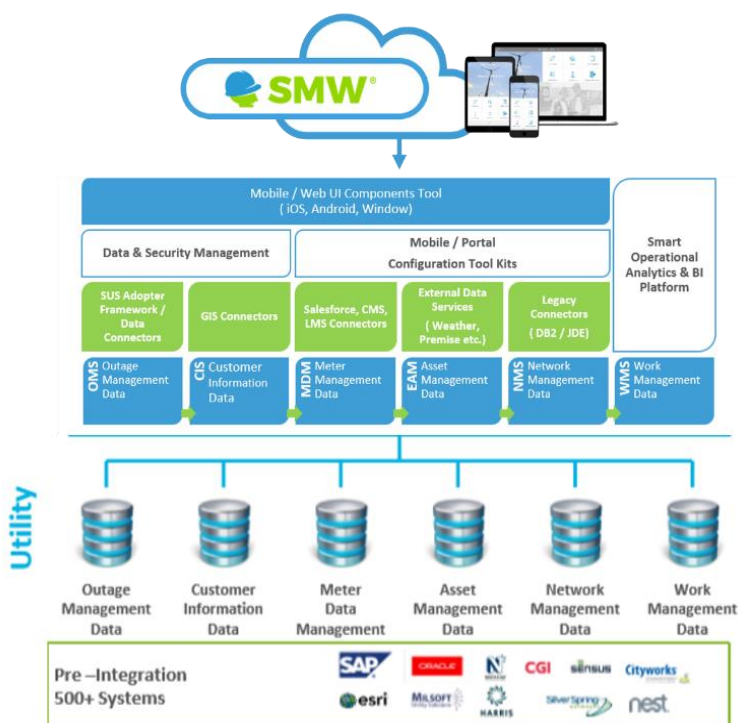 SMW®
Mobile / Web UI Components Tool
( iOS, Android, Window)
Data & Security Management
Mobile / Portal
Configuration Tool Kits
Smart
Operational
Analytics & BI
Platform
SUS Adopter
Framework /
Data
Connectors
GIS Connectors
Salesforce, CMS,
LMS Connectors
External Data
Services
( Weather,
Premise etc.)
Legacy
Connectors
( DB2 / JDE)
OMS
Outage
Management
Data
CIS
Customer
Information
Data
MDM
Meter
Management
Data
EAM
Asset
Management
Data
NMS
Network
Management
Data
WMS
Work
Management
Data
Utility
Outage
Management
Data
Customer
Information
Data
Meter
Data
Management
Asset
Management
Data
Network
Management
Data
Work
Management
Data
Pre –Integration
500+ Systems
SAP
ORACLE
CGI
sensus
Cityworks
esri
MILSOFT
HARRIS
SilverSpring
nest